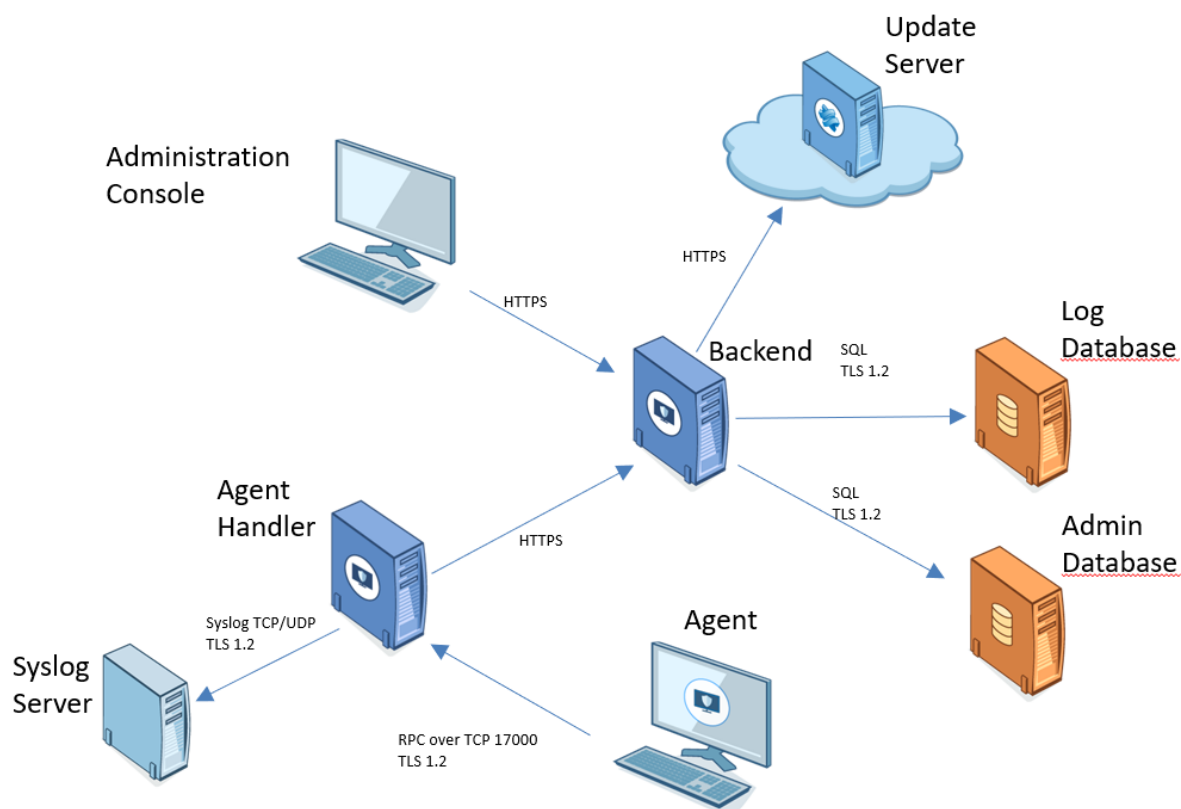 Update
Server
Administration
Console
HTTPS
HTTPS
Backend
SQL
TLS 1.2
Log
Database
Agent
Handler
HTTPS
SQL
TLS 1.2
Admin
Database
Syslog TCP/UDP
TLS 1.2
Agent
Syslog
Server
RPC over TCP 17000
TLS 1.2